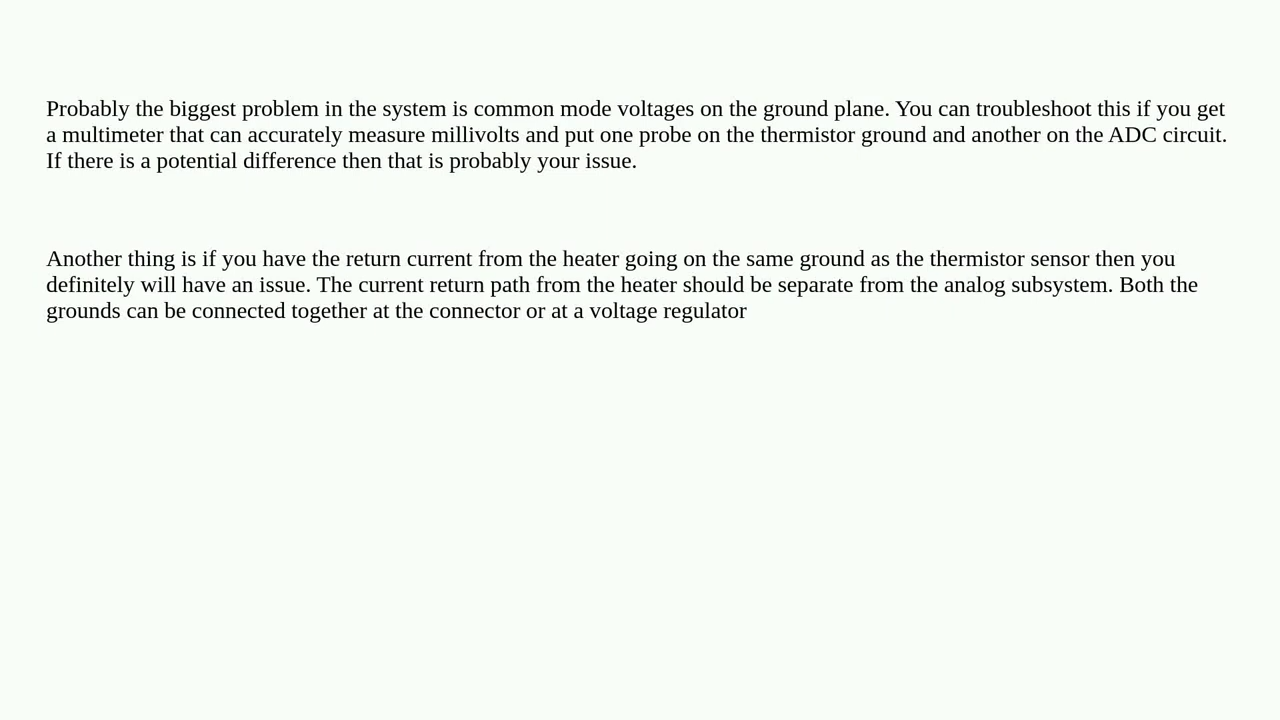 Probably the biggest problem in the system is common mode voltages on the ground plane. You can troubleshoot this if you get
a multimeter that can accurately measure millivolts and put one probe on the thermistor ground and another on the ADC circuit.
If there is a potential difference then that is probably your issue.
Another thing is if you have the return current from the heater going on the same ground as the thermistor sensor then you
definitely will have an issue. The current return path from the heater should be separate from the analog subsystem. Both the
grounds can be connected together at the connector or at a voltage regulator